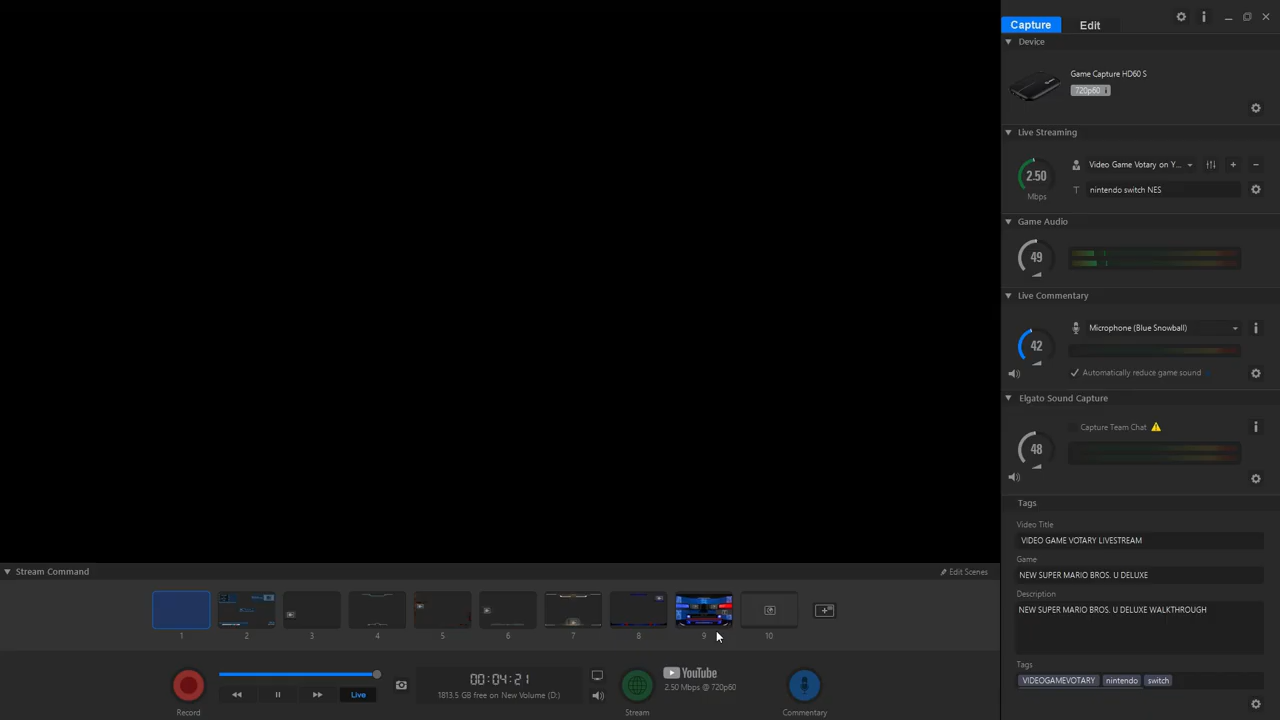 Capture Edit
Device
Game Capture HD60 S
720p60
Live Streaming
2.50
Mbps
Video Game Votary on Y...
nintendo switch NES
Game Audio
49
Live Commentary
42
Microphone (Blue Snowball)
Automatically reduce game sound
Elgato Sound Capture
48
Capture Team Chat
Tags
Video Title
VIDEO GAME VOTARY LIVESTREAM
Game
NEW SUPER MARIO BROS. U DELUXE
Description
NEW SUPER MARIO BROS. U DELUXE WALKTHROUGH
Tags
VIDEOGAMEVOTARY nintendo switch
Stream Command Edit Scenes
1 2 3 4 5 6 7 8 9 10
Record
Live
00:04:21
1813.5 GB free on New Volume (D:)
Stream
YouTube
2.50 Mbps @ 720p60
Commentary